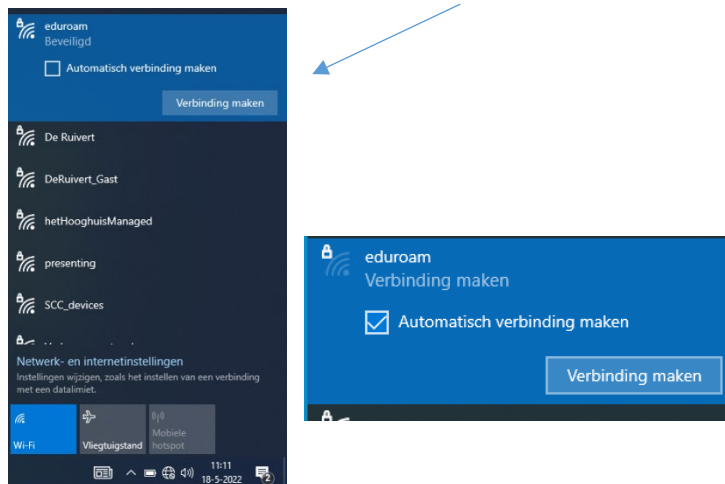 eduroam
Beveiligd
Automatisch verbinding maken
Verbinding maken
De Ruivert
DeRuivert_Gast
hetHooghuisManaged
presenting
SCC_devices
Netwerk- en internetinstellingen
Instellingen wijzigen, zoals het instellen van een verbinding
met een datalimiet.
Wi-Fi
Vliegtuigstand
Mobiele
hotspot
11:11
18-5-2022
2
eduroam
Verbinding maken
Automatisch verbinding maken
Verbinding maken